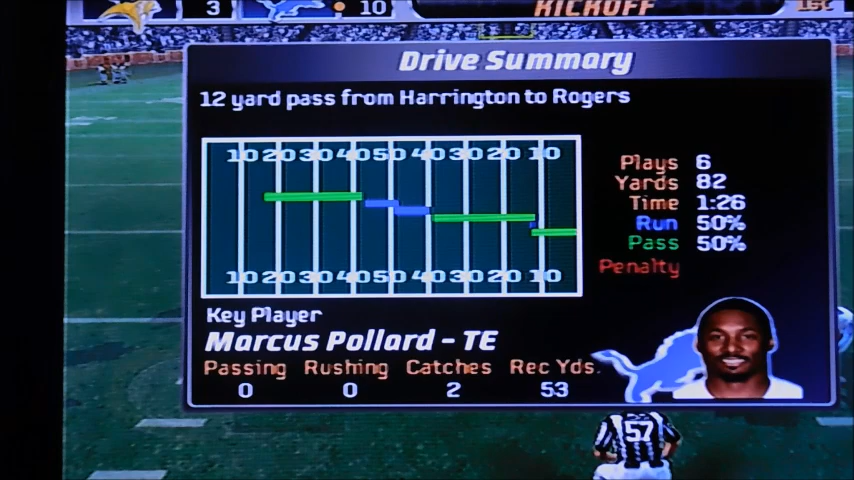 3 10 KICKOFF
Drive Summary
12 yard pass from Harrington to Rogers
10 20 30 40 50 40 30 20 10
10 20 30 40 50 40 30 20 10
Plays 6
Yards 82
Time 1:26
Run 50%
Pass 50%
Penalty
Key Player
Marcus Pollard - TE
Passing Rushing Catches Rec Yds.
0 0 2 53
57